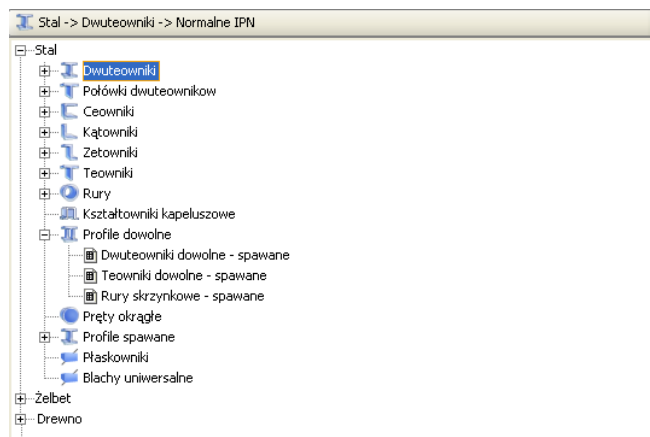 Stal -> Dwuteowniki -> Normalne IPN
Stal
Dwuteowniki
Połówki dwuteownikow
Ceowniki
Kątowniki
Zetowniki
Teowniki
Rury
Kształtowniki kapeluszowe
Profile dowolne
Dwuteowniki dowolne - spawane
Teowniki dowolne - spawane
Rury skrzynkowe - spawane
Pręty okrągłe
Profile spawane
Płaskowniki
Blachy uniwersalne
Żelbet
Drewno